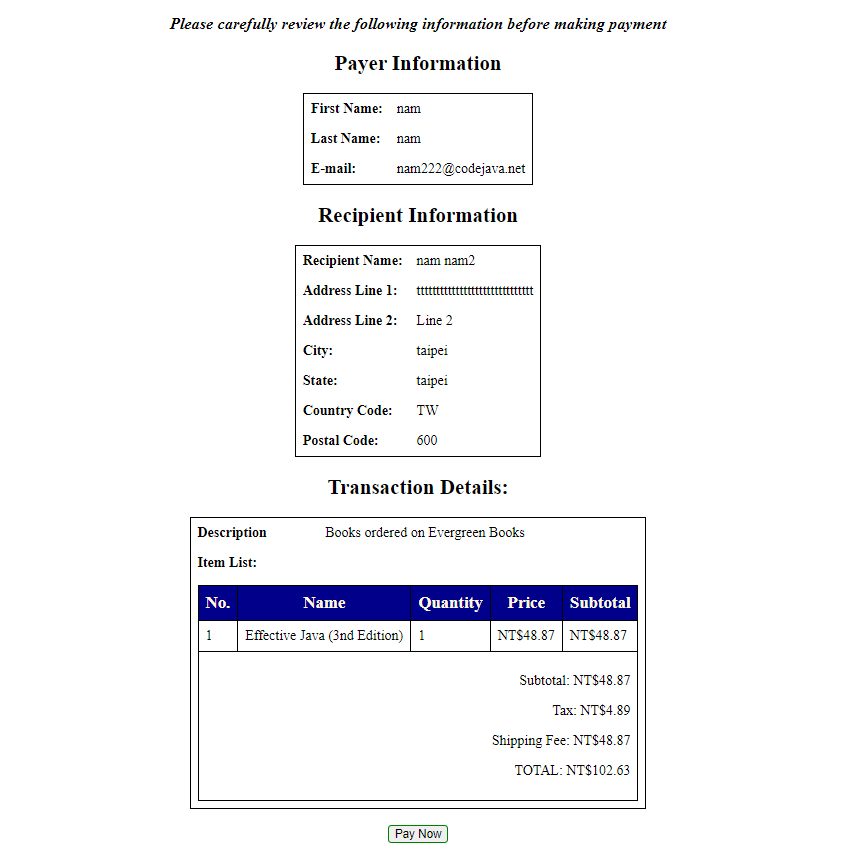 Please carefully review the following information before making payment
Payer Information
First Name: nam
Last Name: nam
E-mail: nam222@codejava.net
Recipient Information
Recipient Name: nam nam2
Address Line 1: tttttttttttttttttttttttttttttt
Address Line 2: Line 2
City: taipei
State: taipei
Country Code: TW
Postal Code: 600
Transaction Details:
Description Books ordered on Evergreen Books
Item List:
No. Name Quantity Price Subtotal
1 Effective Java (3nd Edition) 1 NT$48.87 NT$48.87
Subtotal: NT$48.87
Tax: NT$4.89
Shipping Fee: NT$48.87
TOTAL: NT$102.63
Pay Now